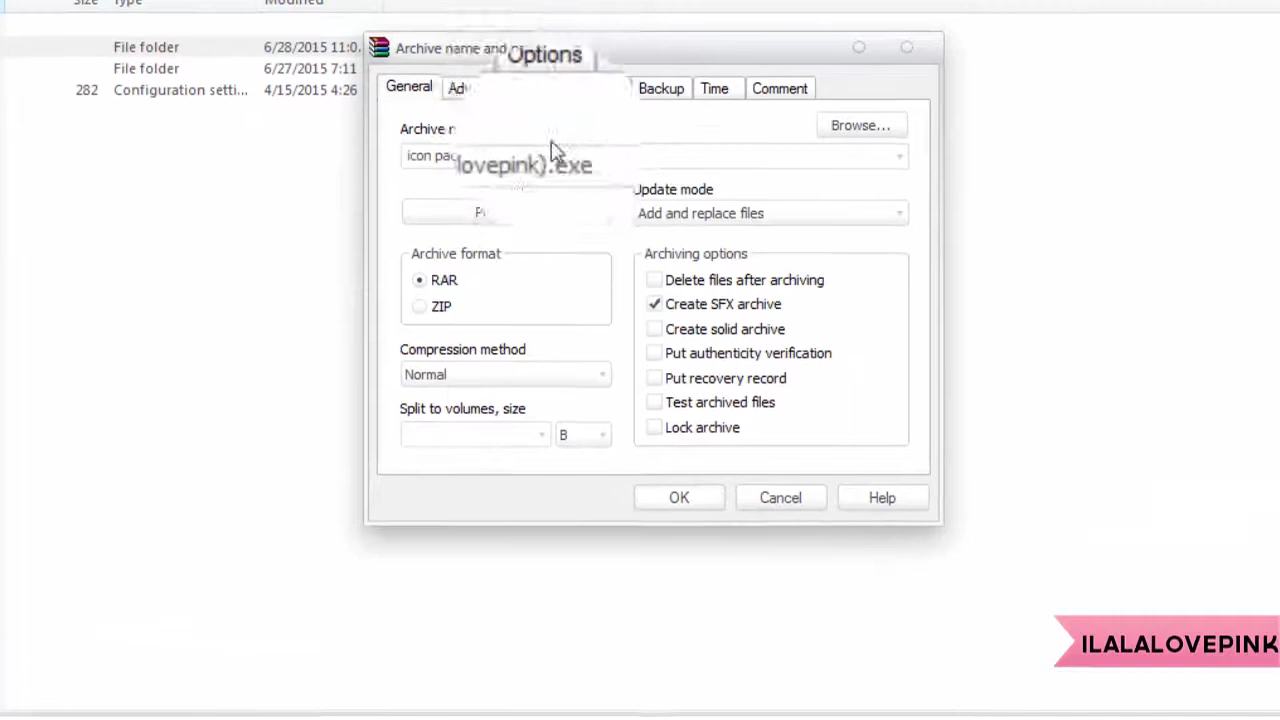 Size Type Modified
File folder 6/28/2015 11:0.
File folder 6/27/2015 7:11
282 Configuration setti... 4/15/2015 4:26
Archive name and
Options
General Backup Time Comment
Archive
Browse...
icon
lovepink).exe
Update mode
Add and replace files
Archive format
RAR
ZIP
Compression method
Normal
Split to volumes, size
B
Archiving options
Delete files after archiving
Create SFX archive
Create solid archive
Put authenticity verification
Put recovery record
Test archived files
Lock archive
OK Cancel Help
ILALALOVEPINK